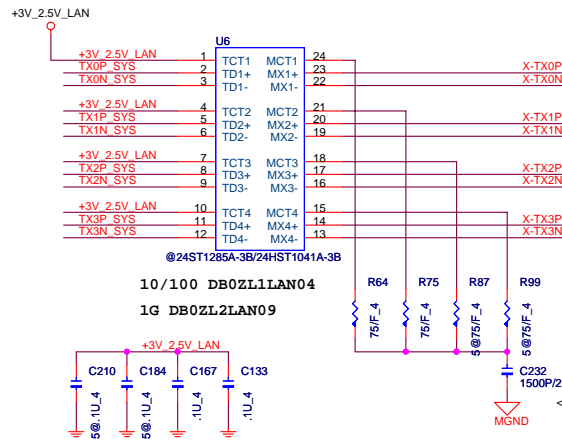 +3V_2.5V_LAN
U6
+3V_2.5V_LAN 1 TCT1 MCT1 24
TX0P_SYS 2 TD1+ MX1+ 23 X-TX0P
TX0N_SYS 3 TD1- MX1- 22 X-TX0N
+3V_2.5V_LAN 4 TCT2 MCT2 21
TX1P_SYS 5 TD2+ MX2+ 20 X-TX1P
TX1N_SYS 6 TD2- MX2- 19 X-TX1N
+3V_2.5V_LAN 7 TCT3 MCT3 18
TX2P_SYS 8 TD3+ MX3+ 17 X-TX2P
TX2N_SYS 9 TD3- MX3- 16 X-TX2N
+3V_2.5V_LAN 10 TCT4 MCT4 15
TX3P_SYS 11 TD4+ MX4+ 14 X-TX3P
TX3N_SYS 12 TD4- MX4- 13 X-TX3N
@24ST1285A-3B/24HST1041A-3B
10/100 DB0ZL1LAN04
1G DB0ZL2LAN09
R64 R75 R87 R99
75/F_4 75/F_4 5@75/F_4 5@75/F_4
+3V_2.5V_LAN
C210 C184 C167 C133
5@.1U_4 5@.1U_4 .1U_4 .1U_4
C232
1500P/2
MGND
<